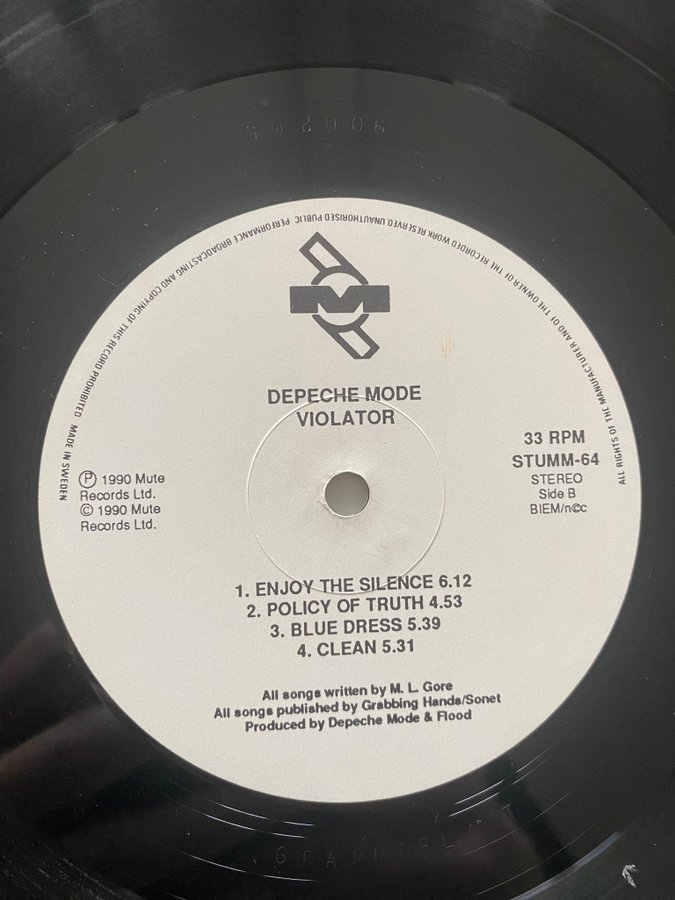 ALL RIGHTS OF THE MANUFACTURER AND OF THE OWNER OF THE RECORDED WORK RESERVED UNAUTHORISED PUBLIC PERFORMANCE BROADCASTING AND COPYING OF THIS RECORD PROHIBITED MADE IN SWEDEN
M
DEPECHE MODE
VIOLATOR
33 RPM
STUMM-64
STEREO
Side B
BIEM/n©c
Ⓟ 1990 Mute
Records Ltd.
© 1990 Mute
Records Ltd.
1. ENJOY THE SILENCE 6.12
2. POLICY OF TRUTH 4.53
3. BLUE DRESS 5.39
4. CLEAN 5.31
All songs written by M. L. Gore
All songs published by Grabbing Hands/Sonet
Produced by Depeche Mode & Flood